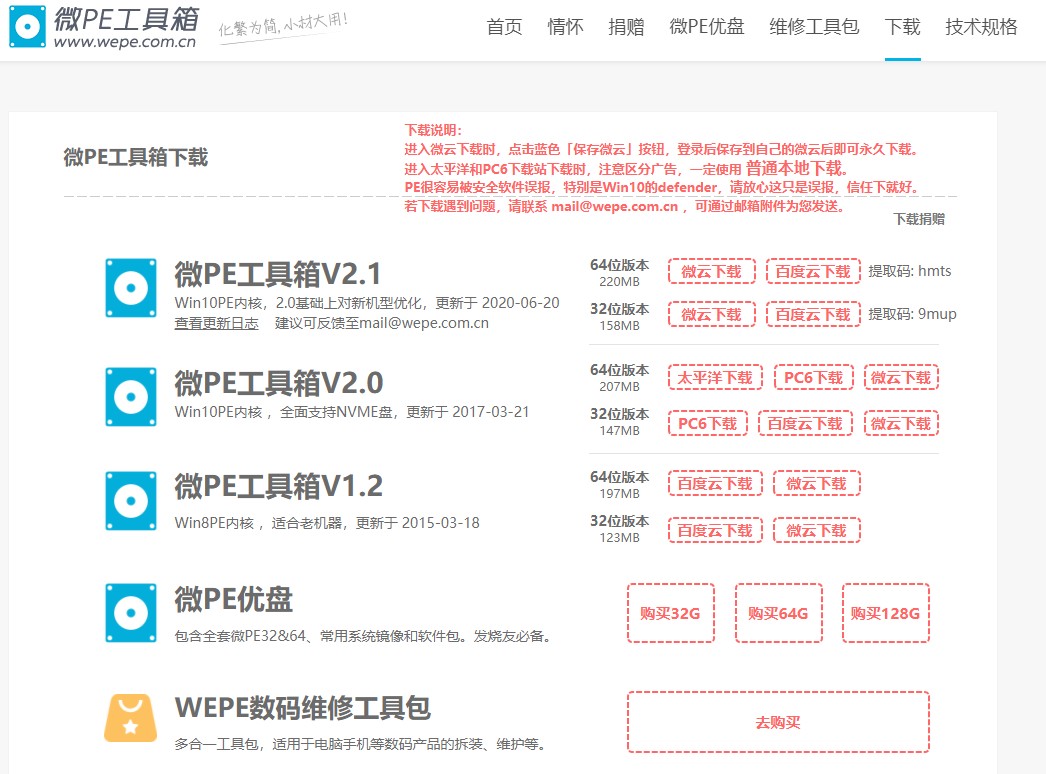 微PE工具箱
www.wepe.com.cn
化繁为简,小材大用!
首页 情怀 捐赠 微PE优盘 维修工具包 下载 技术规格
微PE工具箱下载
下载说明：
进入微云下载时，点击蓝色「保存微云」按钮，登录后保存到自己的微云后即可永久下载。
进入太平洋和PC6下载站下载时，注意区分广告，一定使用 普通本地下载。
PE很容易被安全软件误报，特别是Win10的defender，请放心这只是误报，信任下就好。
若下载遇到问题，请联系 mail@wepe.com.cn ，可通过邮箱附件为您发送。
下载捐赠
微PE工具箱V2.1
Win10PE内核，2.0基础上对新机型优化，更新于 2020-06-20
查看更新日志 建议可反馈至mail@wepe.com.cn
64位版本 微云下载 百度云下载 提取码: hmts
220MB
32位版本 微云下载 百度云下载 提取码: 9mup
158MB
微PE工具箱V2.0
Win10PE内核 ，全面支持NVME盘，更新于 2017-03-21
64位版本 太平洋下载 PC6下载 微云下载
207MB
32位版本 PC6下载 百度云下载 微云下载
147MB
微PE工具箱V1.2
Win8PE内核 ，适合老机器，更新于 2015-03-18
64位版本 百度云下载 微云下载
197MB
32位版本 百度云下载 微云下载
123MB
微PE优盘
包含全套微PE32&64、常用系统镜像和软件包。发烧友必备。
购买32G 购买64G 购买128G
WEPE数码维修工具包
多合一工具包，适用于电脑手机等数码产品的拆装、维护等。
去购买